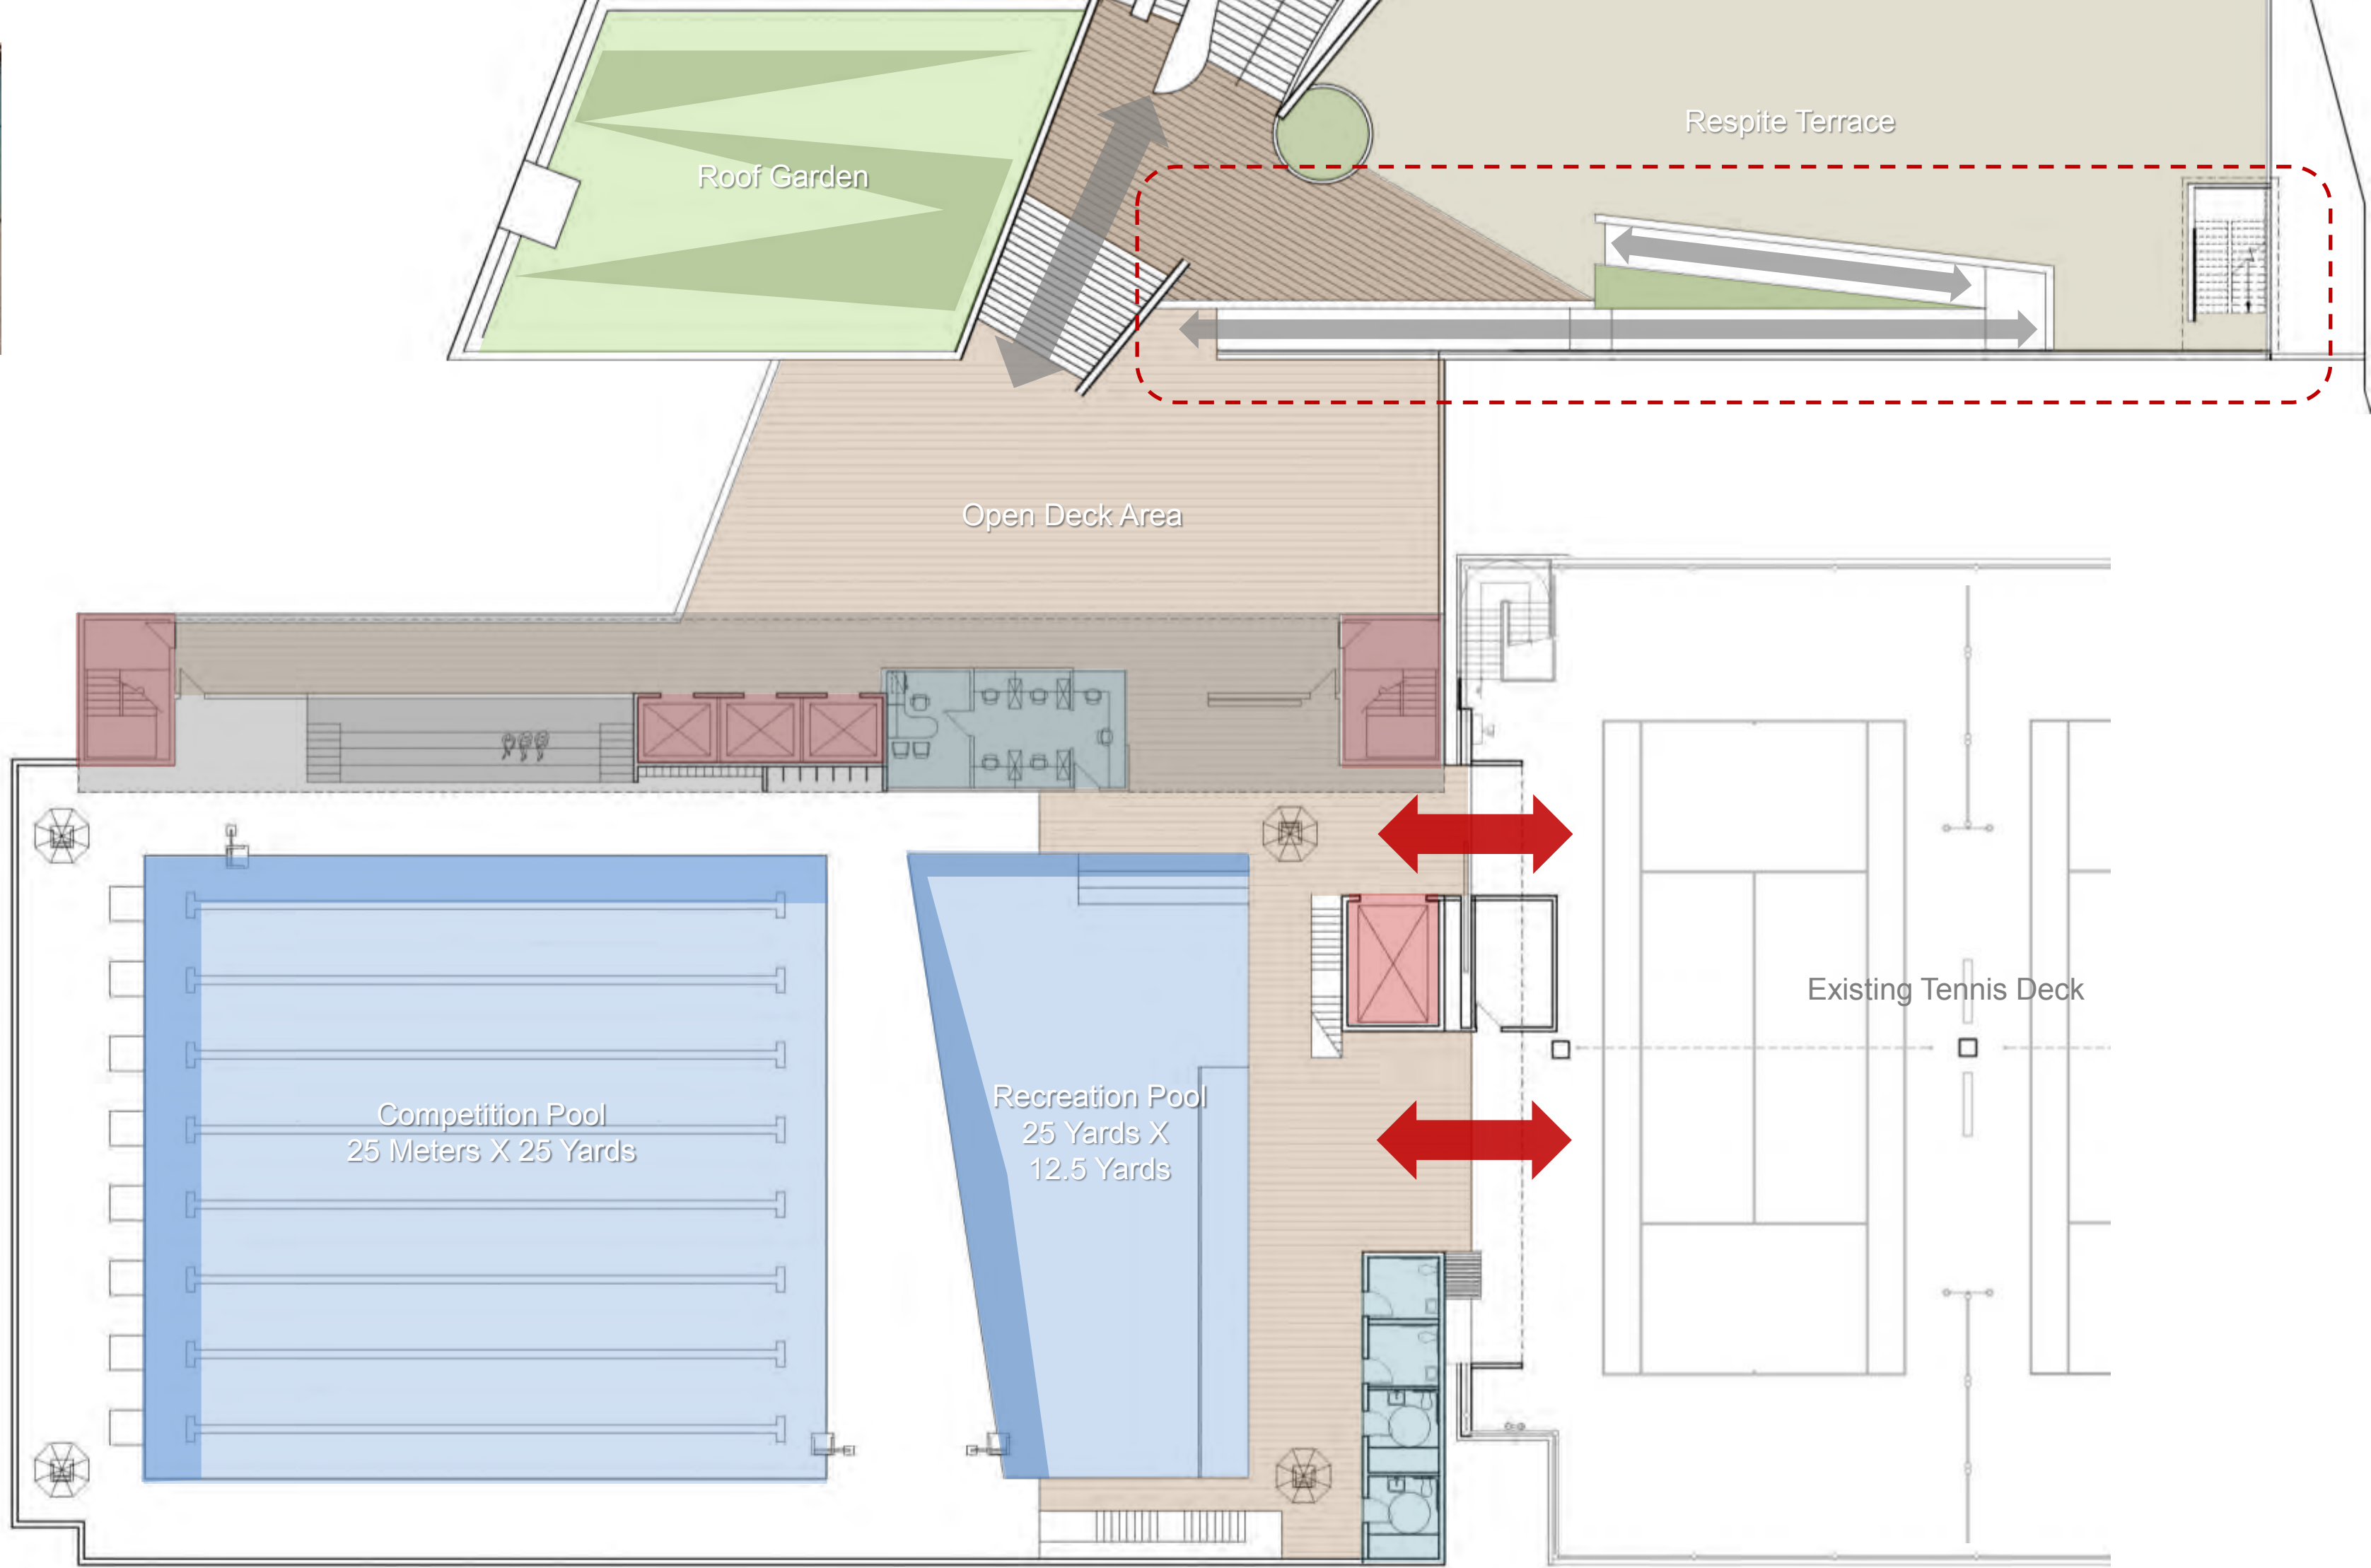 Respite Terrace
Roof Garden
Open Deck Area
Existing Tennis Deck
Competition Pool
25 Meters X 25 Yards
Recreation Pool
25 Yards X
12.5 Yards